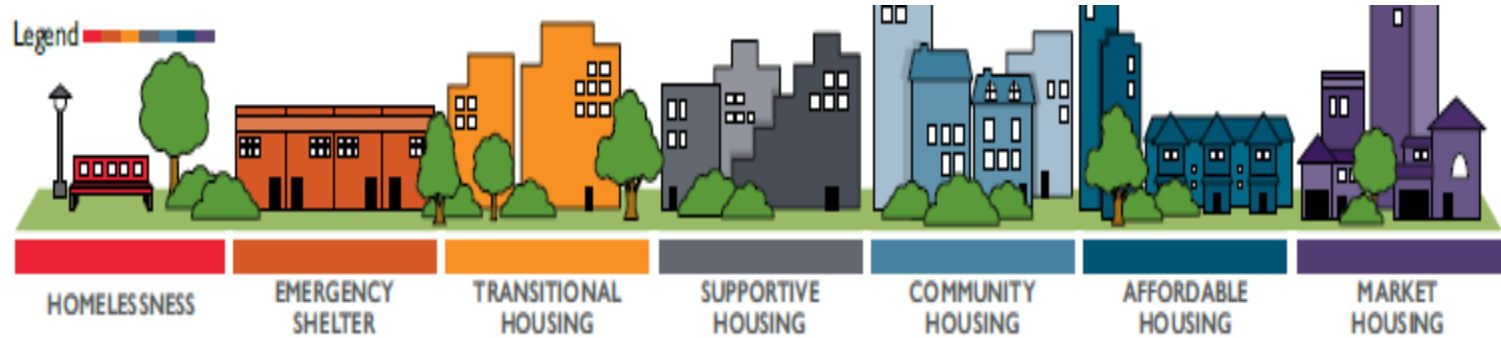 Legend
HOMELESSNESS
EMERGENCY
SHELTER
TRANSITIONAL
HOUSING
SUPPORTIVE
HOUSING
COMMUNITY
HOUSING
AFFORDABLE
HOUSING
MARKET
HOUSING